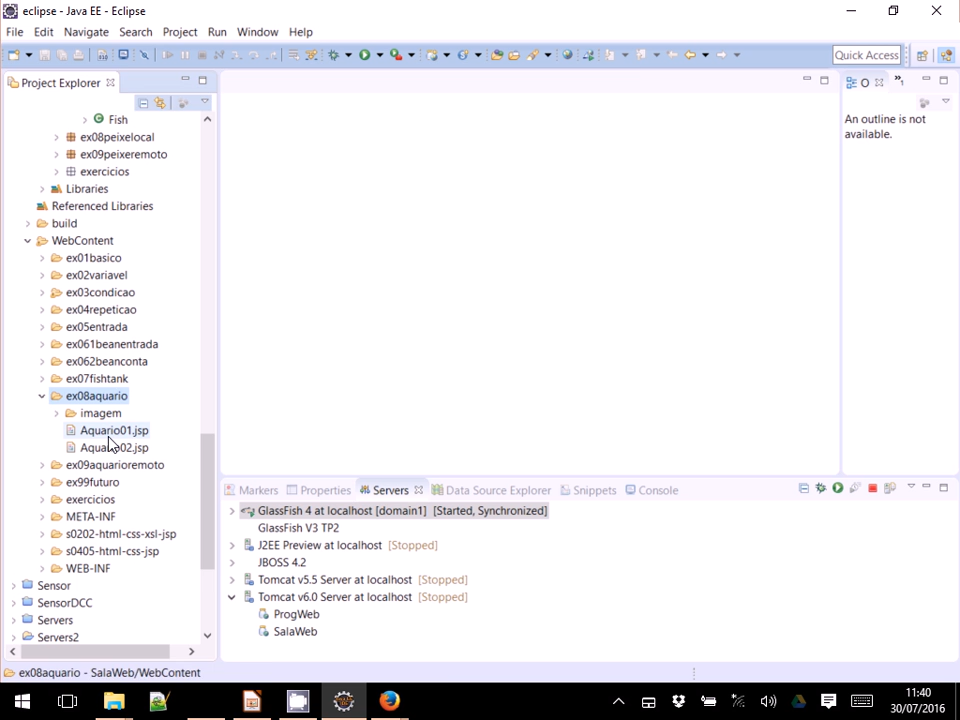 eclipse - Java EE - Eclipse
File Edit Navigate Search Project Run Window Help
Quick Access
Project Explorer
Fish
ex08peixelocal
ex09peixeremoto
exercicios
Libraries
Referenced Libraries
build
WebContent
ex01basico
ex02variavel
ex03condicao
ex04repeticao
ex05entrada
ex061beanentrada
ex062beanconta
ex07fishtank
ex08aquario
imagem
Aquario01.jsp
Aquario02.jsp
ex09aquarioremoto
ex99futuro
exercicios
META-INF
s0202-html-css-xsl-jsp
s0405-html-css-jsp
WEB-INF
Sensor
SensorDCC
Servers
Servers2
O
1
An outline is not
available.
Markers Properties Servers Data Source Explorer Snippets Console
GlassFish 4 at localhost [domain1] [Started, Synchronized]
GlassFish V3 TP2
J2EE Preview at localhost [Stopped]
JBOSS 4.2
Tomcat v5.5 Server at localhost [Stopped]
Tomcat v6.0 Server at localhost [Stopped]
ProgWeb
SalaWeb
ex08aquario - SalaWeb/WebContent
11:40
30/07/2016